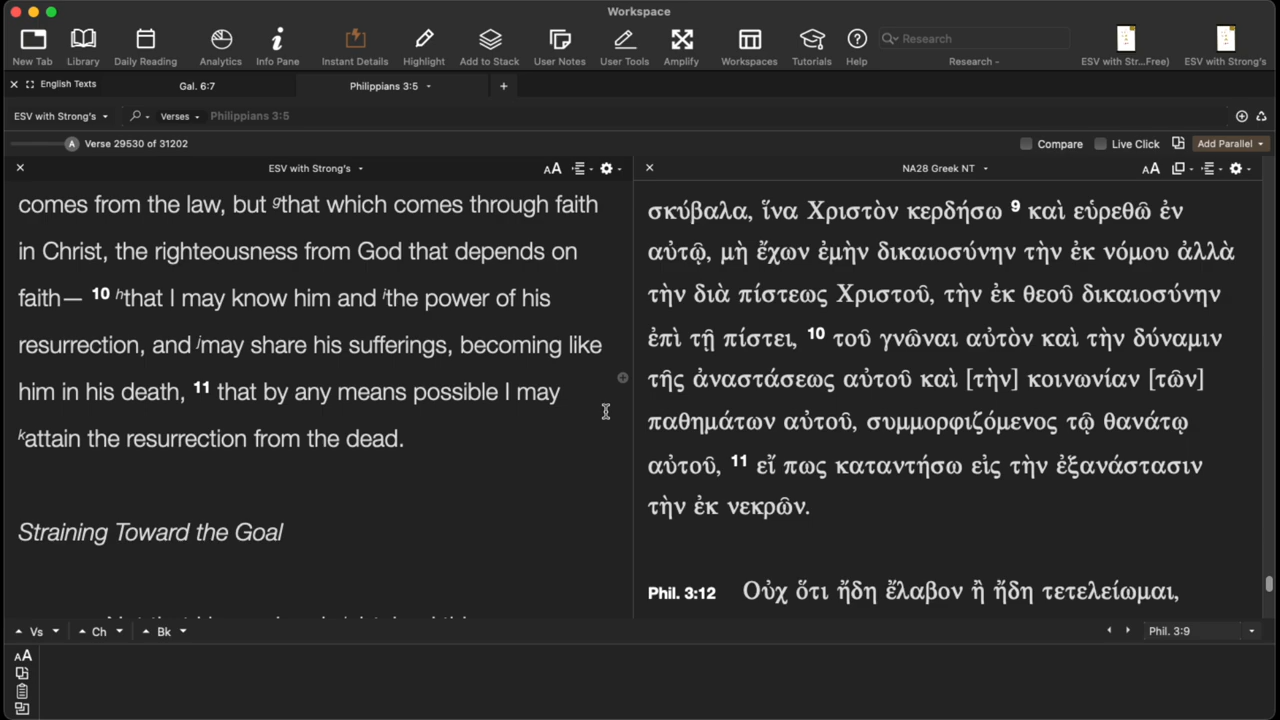 Workspace
New Tab
Library
Daily Reading
Analytics
Info Pane
Instant Details
Highlight
Add to Stack
User Notes
User Tools
Amplify
Workspaces
Tutorials
Help
Research
Research
ESV with Str...Free)
ESV with Strong's
English Texts
Gal. 6:7
Philippians 3:5
+
ESV with Strong's
Verses
Philippians 3:5
A Verse 29530 of 31202
Compare
Live Click
Add Parallel
ESV with Strong's
comes from the law, but gthat which comes through faith
in Christ, the righteousness from God that depends on
faith— 10 hthat I may know him and ithe power of his
resurrection, and jmay share his sufferings, becoming like
him in his death, 11 that by any means possible I may
kattain the resurrection from the dead.
Straining Toward the Goal
NA28 Greek NT
σκύβαλα, ἵνα Χριστὸν κερδήσω 9 καὶ εὑρεθῶ ἐν
αὐτῷ, μὴ ἔχων ἐμὴν δικαιοσύνην τὴν ἐκ νόμου ἀλλὰ
τὴν διὰ πίστεως Χριστοῦ, τὴν ἐκ θεοῦ δικαιοσύνην
ἐπὶ τῇ πίστει, 10 τοῦ γνῶναι αὐτὸν καὶ τὴν δύναμιν
τῆς ἀναστάσεως αὐτοῦ καὶ [τὴν] κοινωνίαν [τῶν]
παθημάτων αὐτοῦ, συμμορφιζόμενος τῷ θανάτῳ
αὐτοῦ, 11 εἴ πως καταντήσω εἰς τὴν ἐξανάστασιν
τὴν ἐκ νεκρῶν.
Phil. 3:12 Οὐχ ὅτι ἤδη ἔλαβον ἢ ἤδη τετελείωμαι,
Vs
Ch
Bk
Phil. 3:9